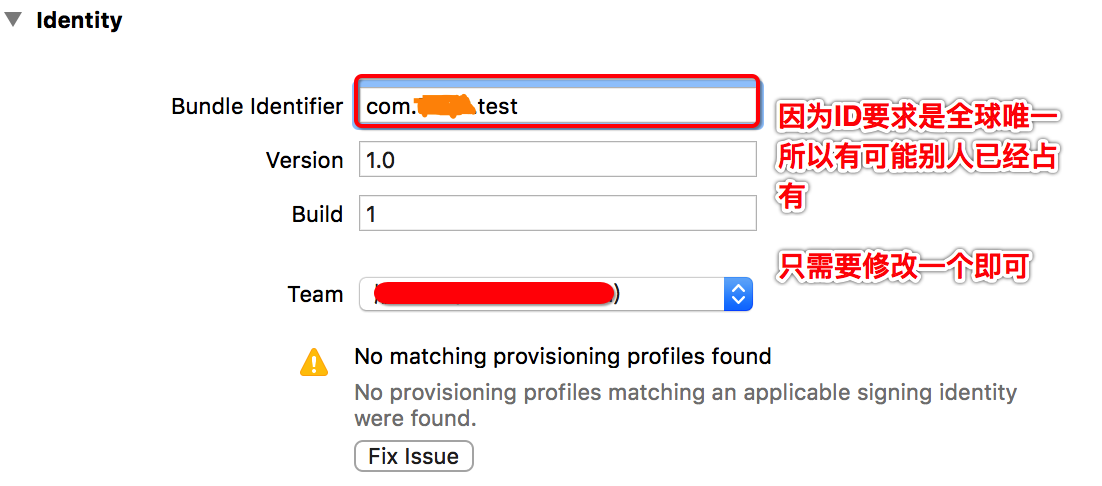 Identity
Bundle Identifier
com. .test
因为ID要求是全球唯一
所以有可能别人已经占
有
Version
1.0
Build
1
只需要修改一个即可
Team
)
No matching provisioning profiles found
No provisioning profiles matching an applicable signing identity
were found.
Fix Issue